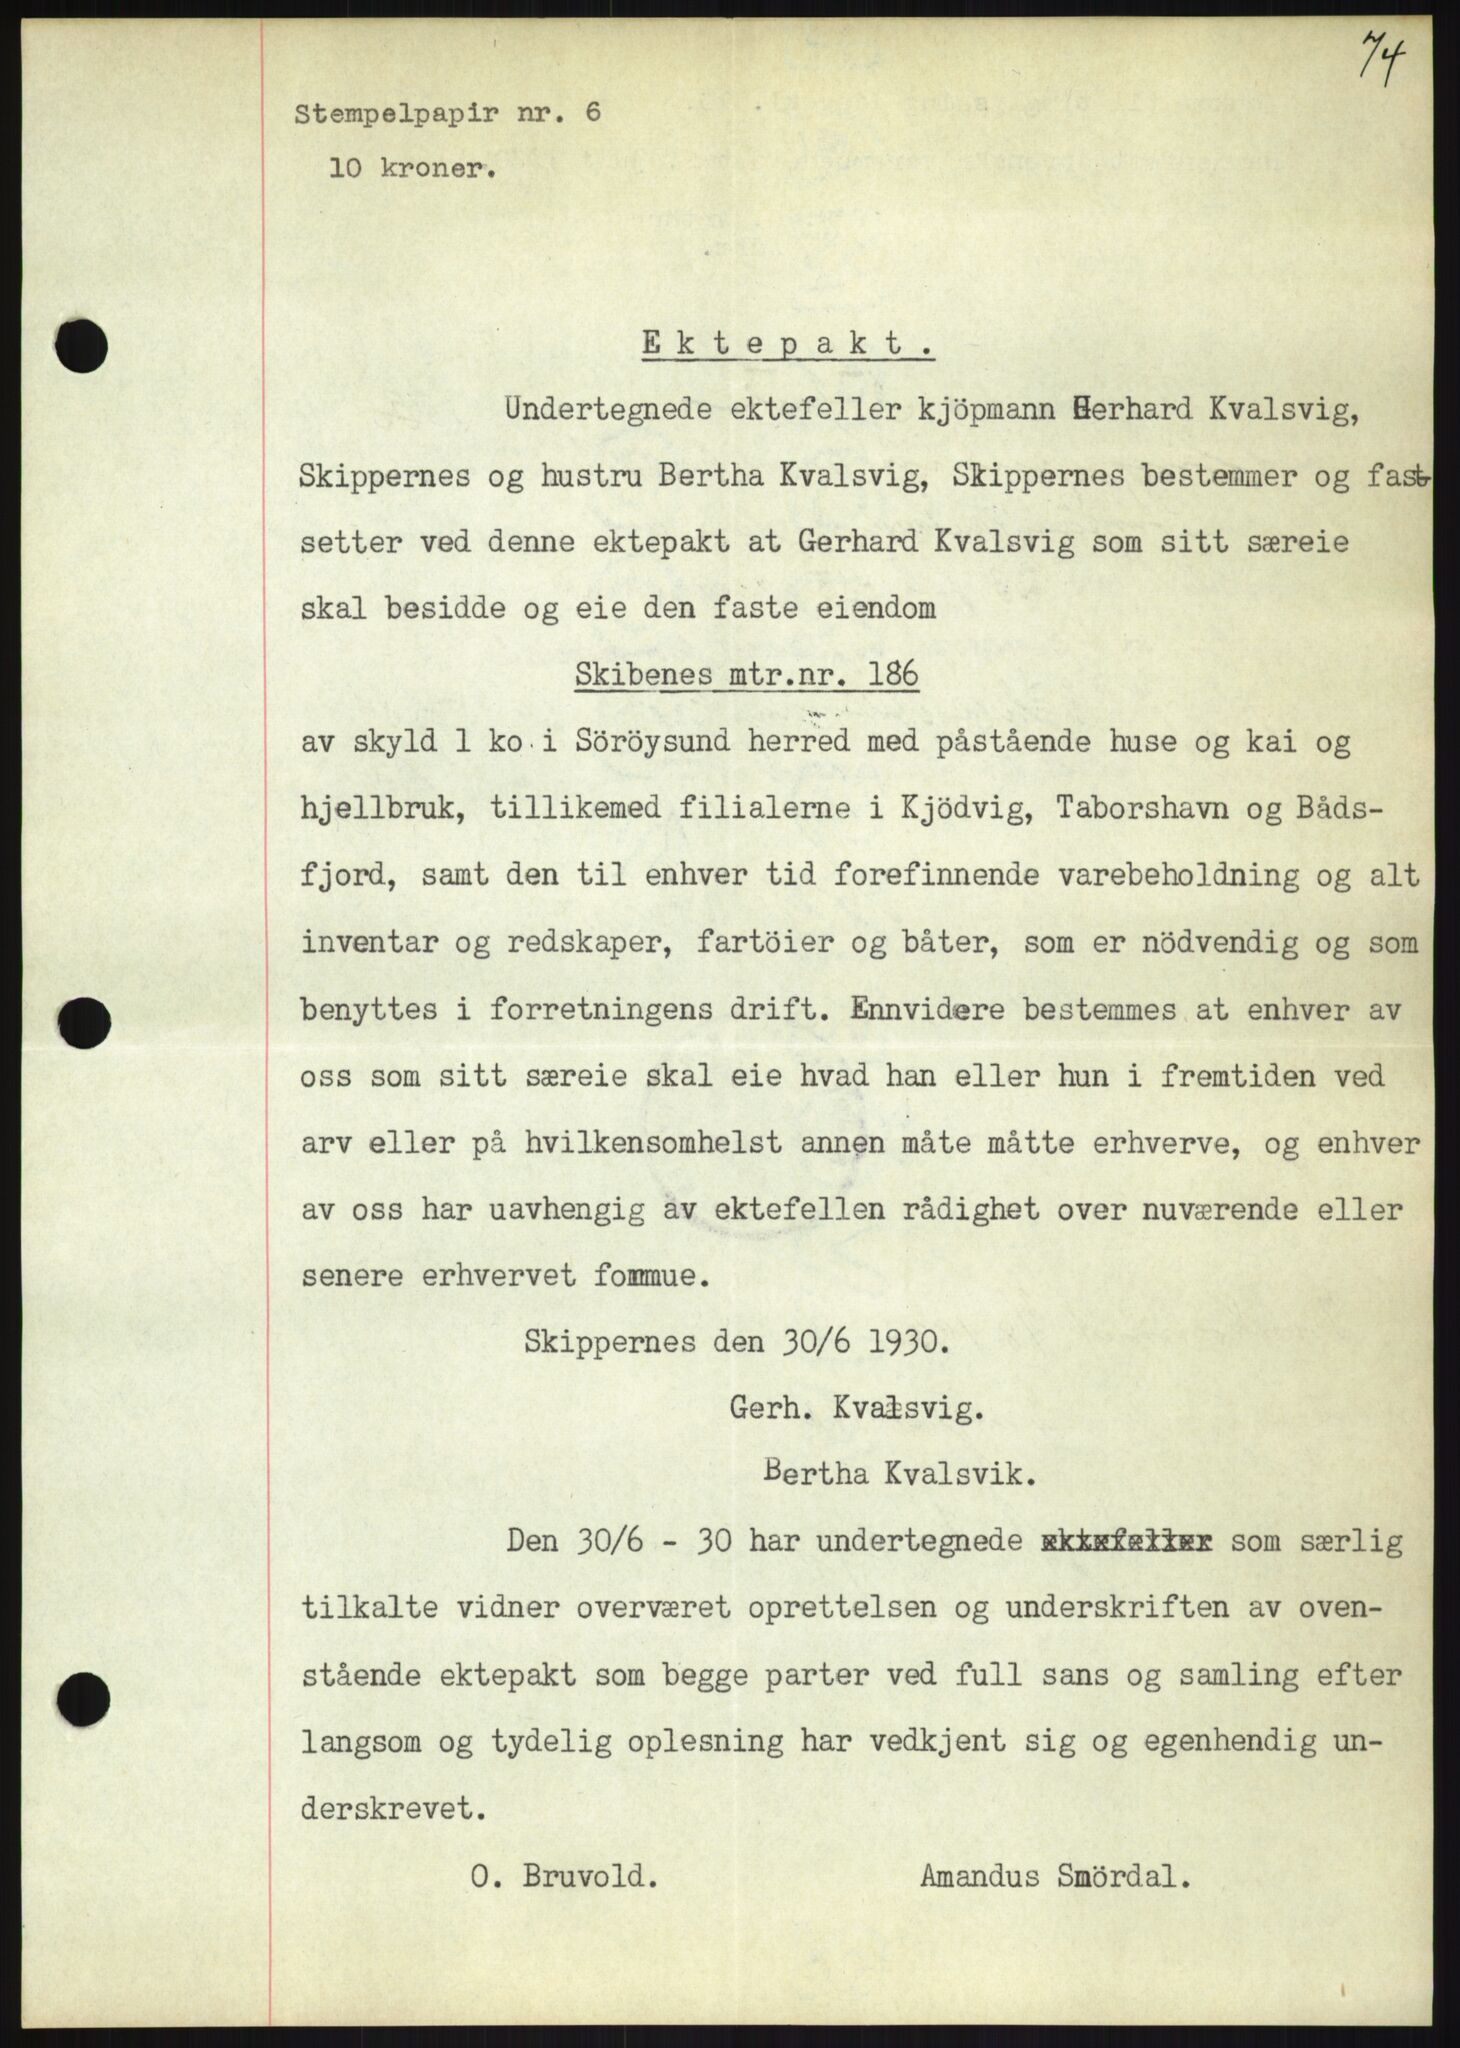 74
Stempelpapir nr. 6
10 kroner.
Ektepakt.
Undertegnede ektefeller kjöpmann Gerhard Kvalsvig,
Skippernes og hustru Bertha Kvalsvig, Skippernes bestemmer og fast-
setter ved denne ektepakt at Gerhard Kvalsvig som sitt særeie
skal besidde og eie den faste eiendom
Skibenes mtr.nr. 186
av skyld 1 ko. i Söröysund herred med påstående huse og kai og
hjellbruk, tillikemed filialerne i Kjödvig, Taborshavn og Båds-
fjord, samt den til enhver tid forefinnende varebeholdning og alt
inventar og redskaper, fartöier og båter, som er nödvendig og som
benyttes i forretningens drift. Ennvidere bestemmes at enhver av
oss som sitt særeie skal eie hvad han eller hun i fremtiden ved
arv eller på hvilkensomhelst annen måte måtte erhverve, og enhver
av oss har uavhengig av ektefellen rådighet over nuværende eller
senere erhvervet formue.
Skippernes den 30/6 1930.
Gerh. Kvalsvig.
Bertha Kvalsvik.
Den 30/6 - 30 har undertegnede ektefeller som særlig
tilkalte vidner overværet oprettelsen og underskriften av oven-
stående ektepakt som begge parter ved full sans og samling efter
langsom og tydelig oplesning har vedkjent sig og egenhendig un-
derskrevet.
O. Bruvold. Amandus Smördal.